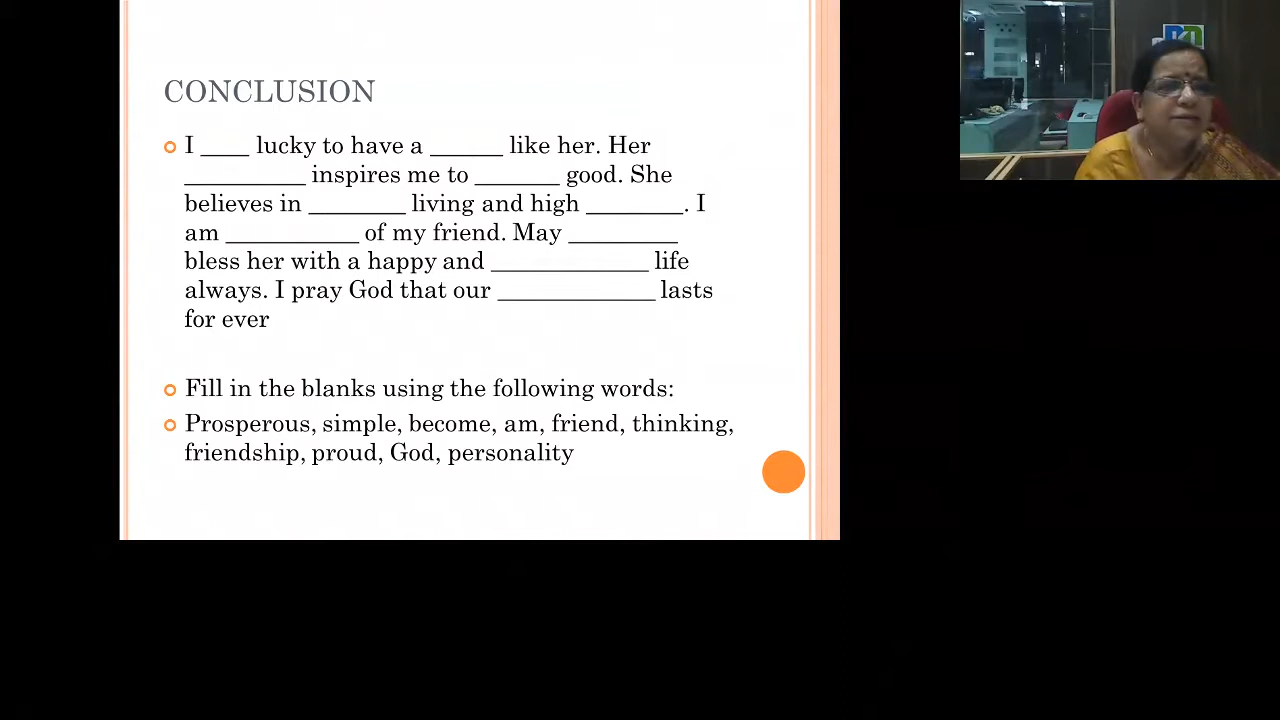 CONCLUSION
I ____ lucky to have a ______ like her. Her
__________ inspires me to _______ good. She
believes in ________ living and high ________. I
am ___________ of my friend. May _________
bless her with a happy and _____________ life
always. I pray God that our _____________ lasts
for ever
Fill in the blanks using the following words:
Prosperous, simple, become, am, friend, thinking,
friendship, proud, God, personality